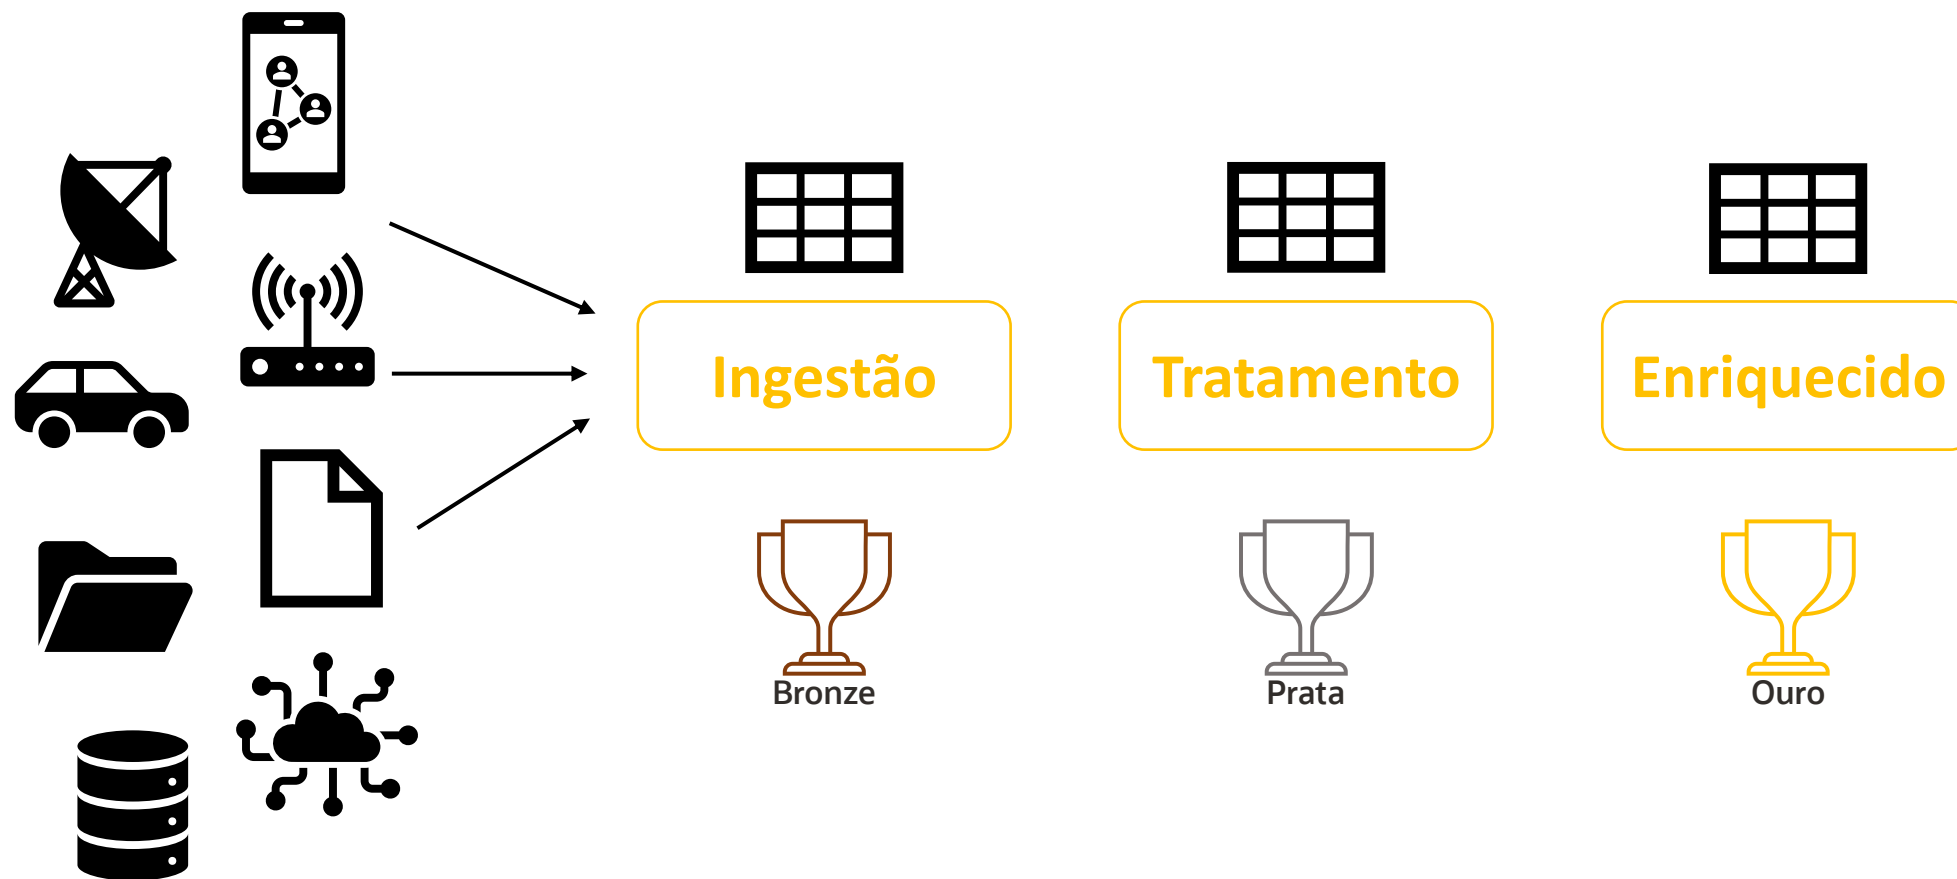 Ingestão
Tratamento
Enriquecido
Bronze
Prata
Ouro